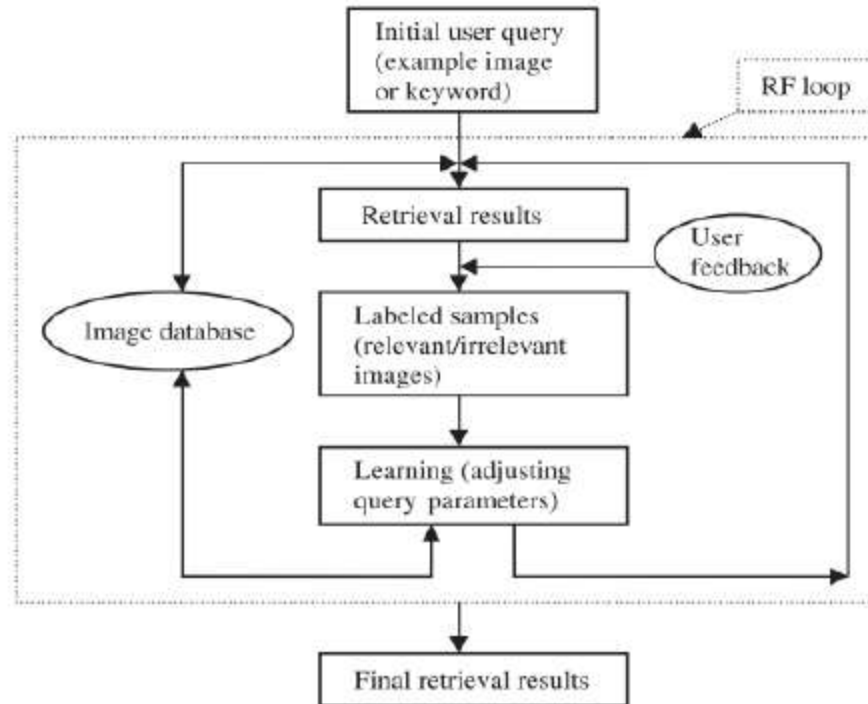 Initial user query
(example image
or keyword)
RF loop
Retrieval results
User
feedback
Image database
Labeled samples
(relevant/irrelevant
images)
Learning (adjusting
query parameters)
Final retrieval results